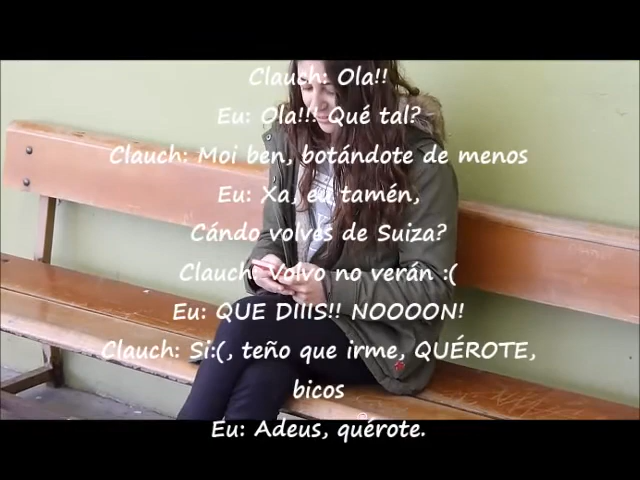 Clauch: Ola!!
Eu: Ola!!! Qué tal?
Clauch: Moi ben, botándote de menos
Eu: Xa, eu tamén,
Cándo volves de Suiza?
Clauch: Volvo no verán :(
Eu: QUE DIIIS!! NOOOON!
Clauch: Si:(, teño que irme, QUÉROTE,
bicos
Eu: Adeus, quérote.